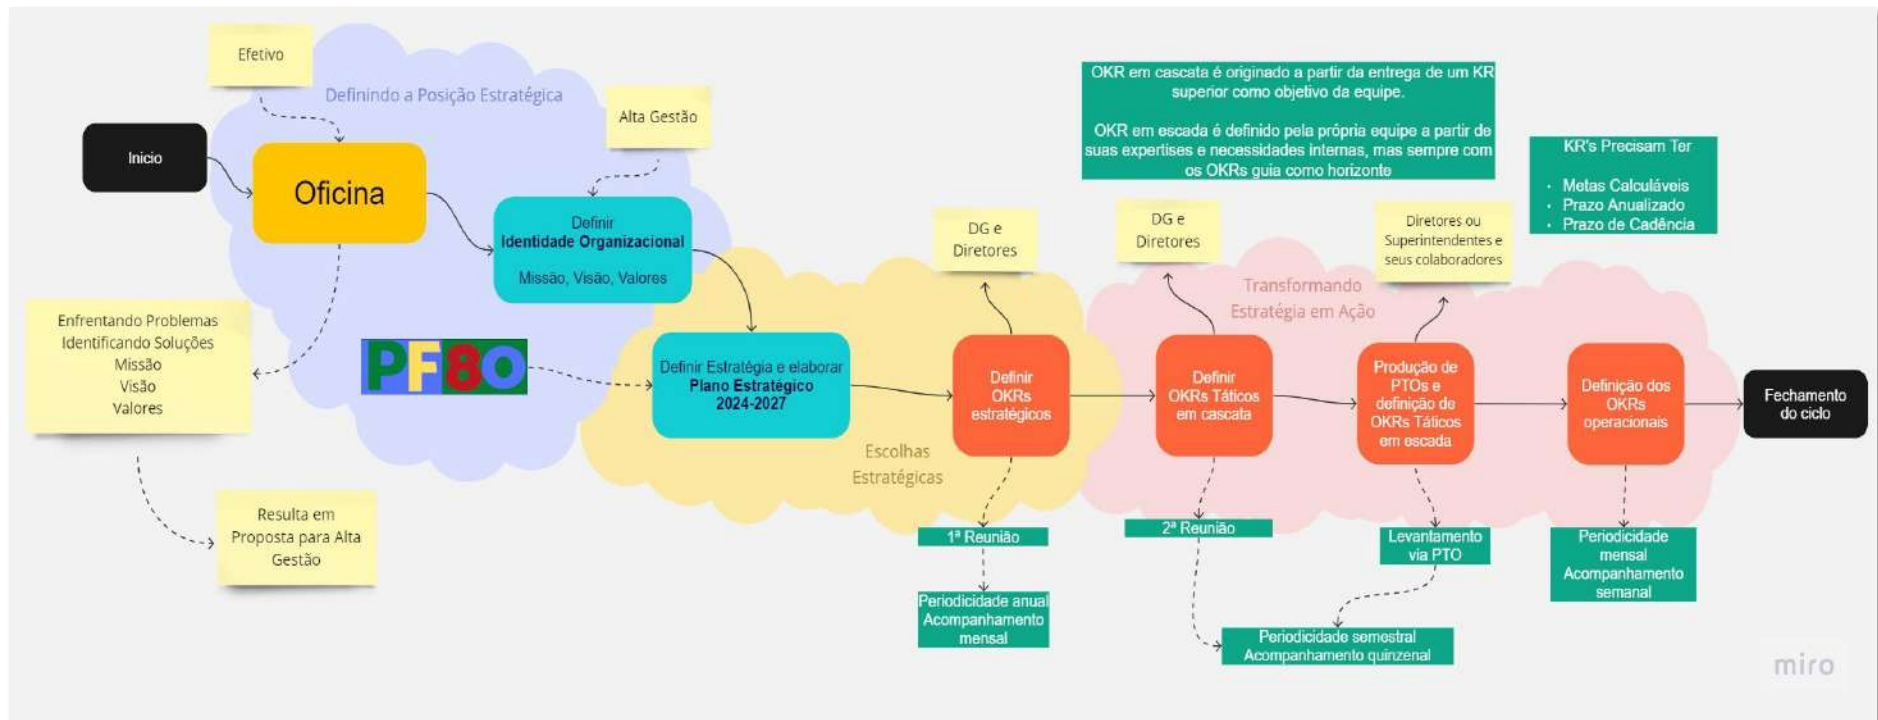 Efetivo
Definindo a Posição Estratégica
Alta Gestão
Inicio
Oficina
Definir
Identidade Organizacional
Missão, Visão, Valores
Enfrentando Problemas
Identificando Soluções
Missão
Visão
Valores
Resulta em
Proposta para Alta
Gestão
PF80
Definir Estratégia e elaborar
Plano Estratégico
2024-2027
Escolhas
Estratégicas
DG e
Diretores
Definir
OKRs
estratégicos
1ª Reunião
Periodicidade anual
Acompanhamento
mensal
OKR em cascata é originado a partir da entrega de um KR
superior como objetivo da equipe.
OKR em escada é definido pela própria equipe a partir de
suas expertises e necessidades internas, mas sempre com
os OKRs guia como horizonte
KR's Precisam Ter
• Metas Calculáveis
• Prazo Anualizado
• Prazo de Cadência
DG e
Diretores
Diretores ou
Superintendentes e
seus colaboradores
Transformando
Estratégia em Ação
Definir
OKRs Táticos
em cascata
Produção de
PTOs e
definição de
OKRs Táticos
em escada
Definição dos
OKRs
operacionais
Fechamento
do ciclo
2ª Reunião
Levantamento
via PTO
Periodicidade semestral
Acompanhamento quinzenal
Periodicidade
mensal
Acompanhamento
semanal
miro